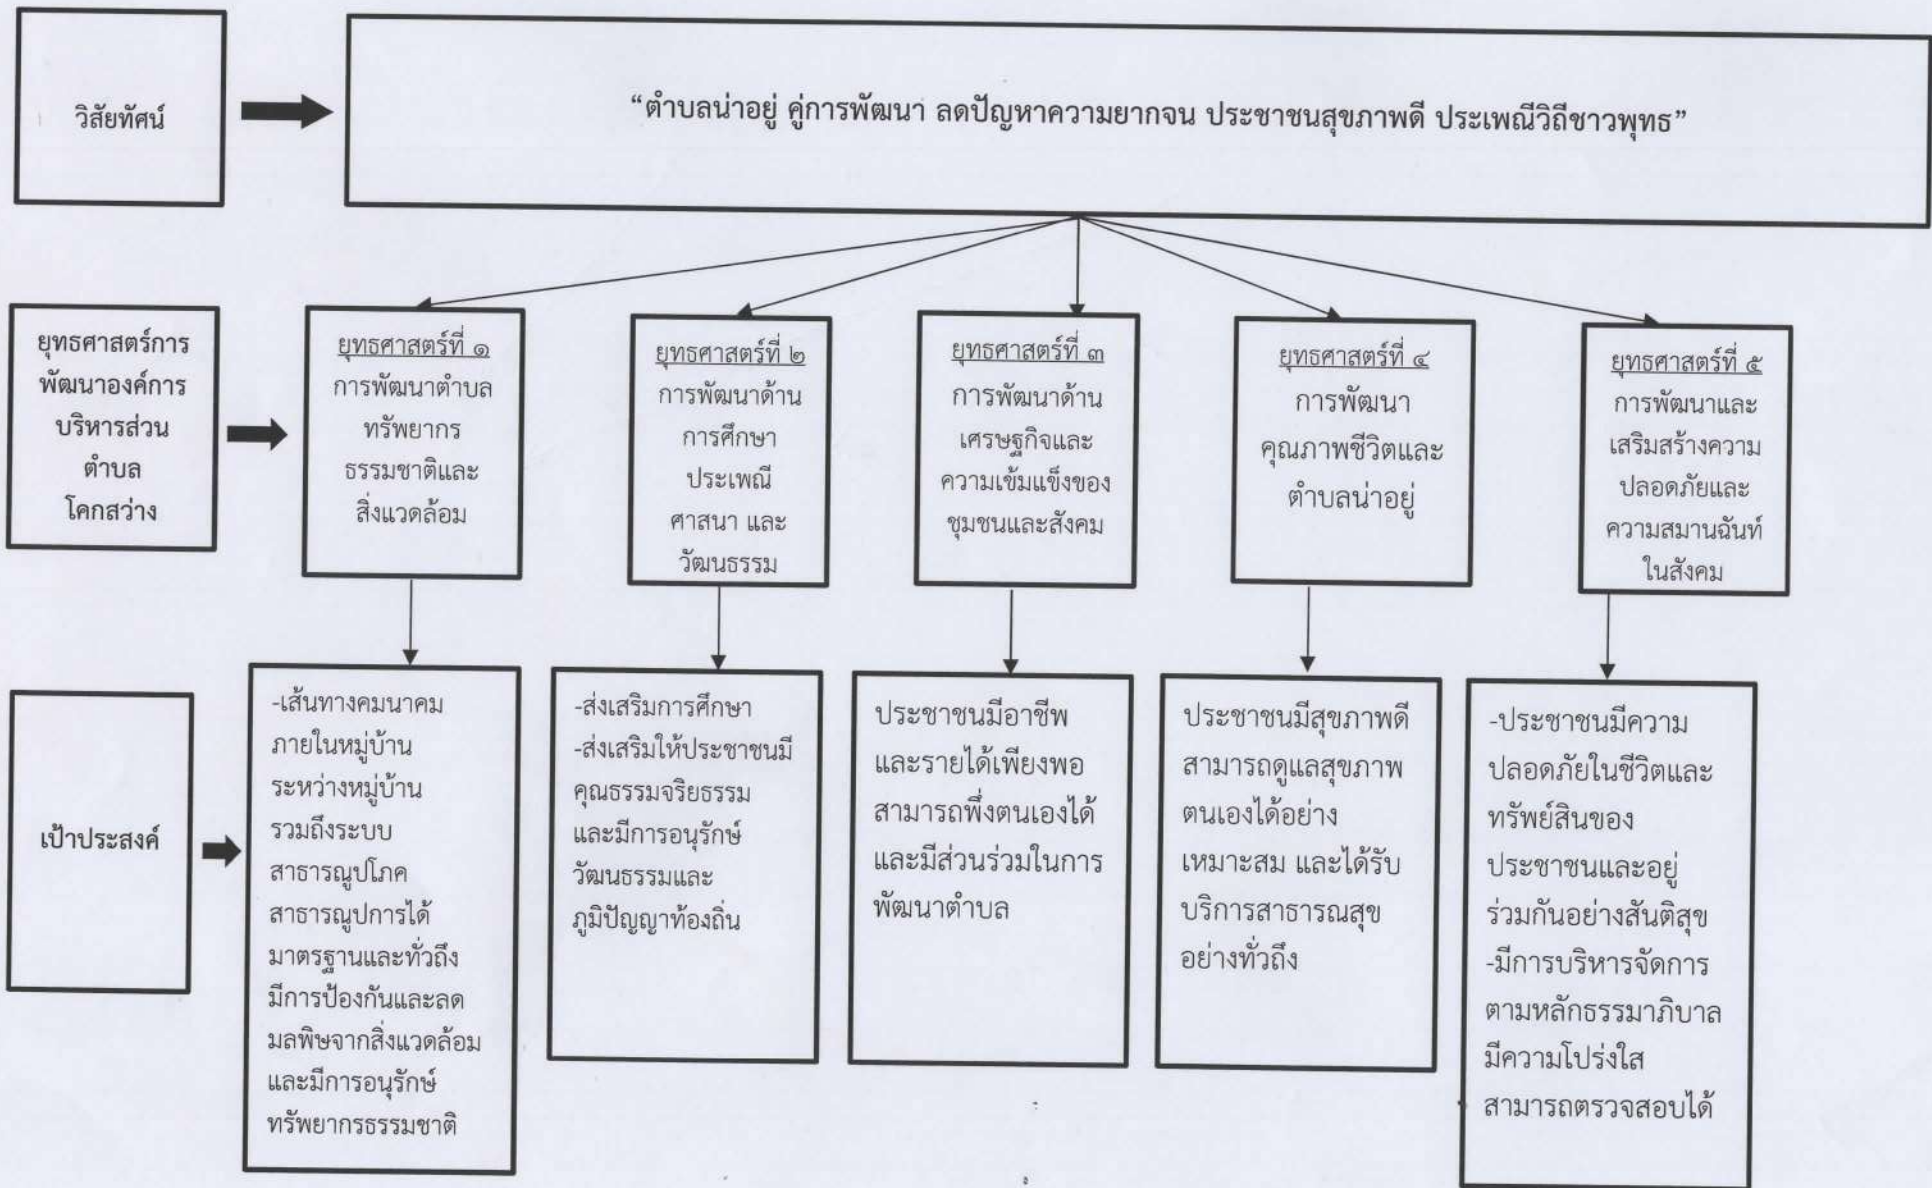 วิสัยทัศน์
“ตำบลน่าอยู่ คู่การพัฒนา ลดปัญหาความยากจน ประชาชนสุขภาพดี ประเพณีวิถีชาวพุทธ”
ยุทธศาสตร์การ
พัฒนาองค์การ
บริหารส่วน
ตำบล
โคกสว่าง
ยุทธศาสตร์ที่ ๑
การพัฒนาตำบล
ทรัพยากร
ธรรมชาติและ
สิ่งแวดล้อม
ยุทธศาสตร์ที่ ๒
การพัฒนาด้าน
การศึกษา
ประเพณี
ศาสนา และ
วัฒนธรรม
ยุทธศาสตร์ที่ ๓
การพัฒนาด้าน
เศรษฐกิจและ
ความเข้มแข็งของ
ชุมชนและสังคม
ยุทธศาสตร์ที่ ๔
การพัฒนา
คุณภาพชีวิตและ
ตำบลน่าอยู่
ยุทธศาสตร์ที่ ๕
การพัฒนาและ
เสริมสร้างความ
ปลอดภัยและ
ความสมานฉันท์
ในสังคม
เป้าประสงค์
-เส้นทางคมนาคม
ภายในหมู่บ้าน
ระหว่างหมู่บ้าน
รวมถึงระบบ
สาธารณูปโภค
สาธารณูปการได้
มาตรฐานและทั่วถึง
มีการป้องกันและลด
มลพิษจากสิ่งแวดล้อม
และมีการอนุรักษ์
ทรัพยากรธรรมชาติ
-ส่งเสริมการศึกษา
-ส่งเสริมให้ประชาชนมี
คุณธรรมจริยธรรม
และมีการอนุรักษ์
วัฒนธรรมและ
ภูมิปัญญาท้องถิ่น
ประชาชนมีอาชีพ
และรายได้เพียงพอ
สามารถพึ่งตนเองได้
และมีส่วนร่วมในการ
พัฒนาตำบล
ประชาชนมีสุขภาพดี
สามารถดูแลสุขภาพ
ตนเองได้อย่าง
เหมาะสม และได้รับ
บริการสาธารณสุข
อย่างทั่วถึง
-ประชาชนมีความ
ปลอดภัยในชีวิตและ
ทรัพย์สินของ
ประชาชนและอยู่
ร่วมกันอย่างสันติสุข
-มีการบริหารจัดการ
ตามหลักธรรมาภิบาล
มีความโปร่งใส
สามารถตรวจสอบได้